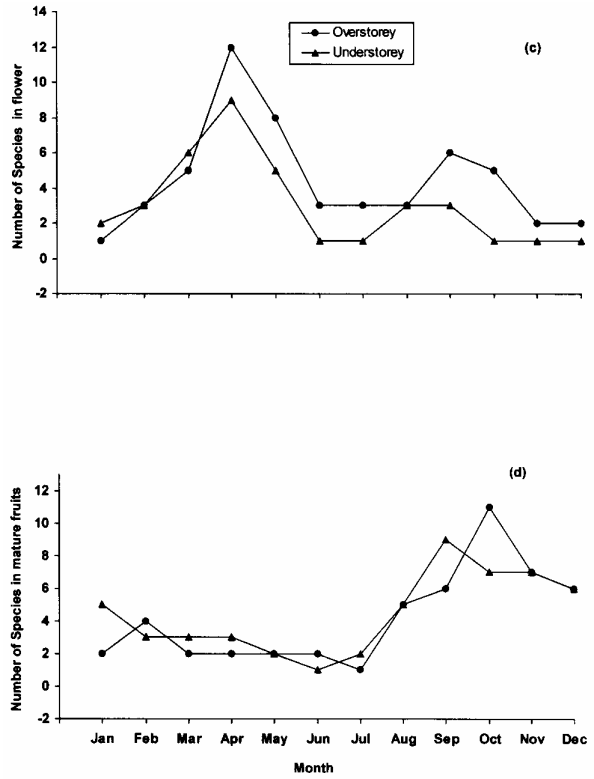 14
Overstorey
Understorey
(c)
12
10
8
6
4
2
0
-2
Number of Species in flower
(d)
12
10
8
6
4
2
0
-2
Number of Species in mature fruits
Jan Feb Mar Apr May Jun Jul Aug Sep Oct Nov Dec
Month